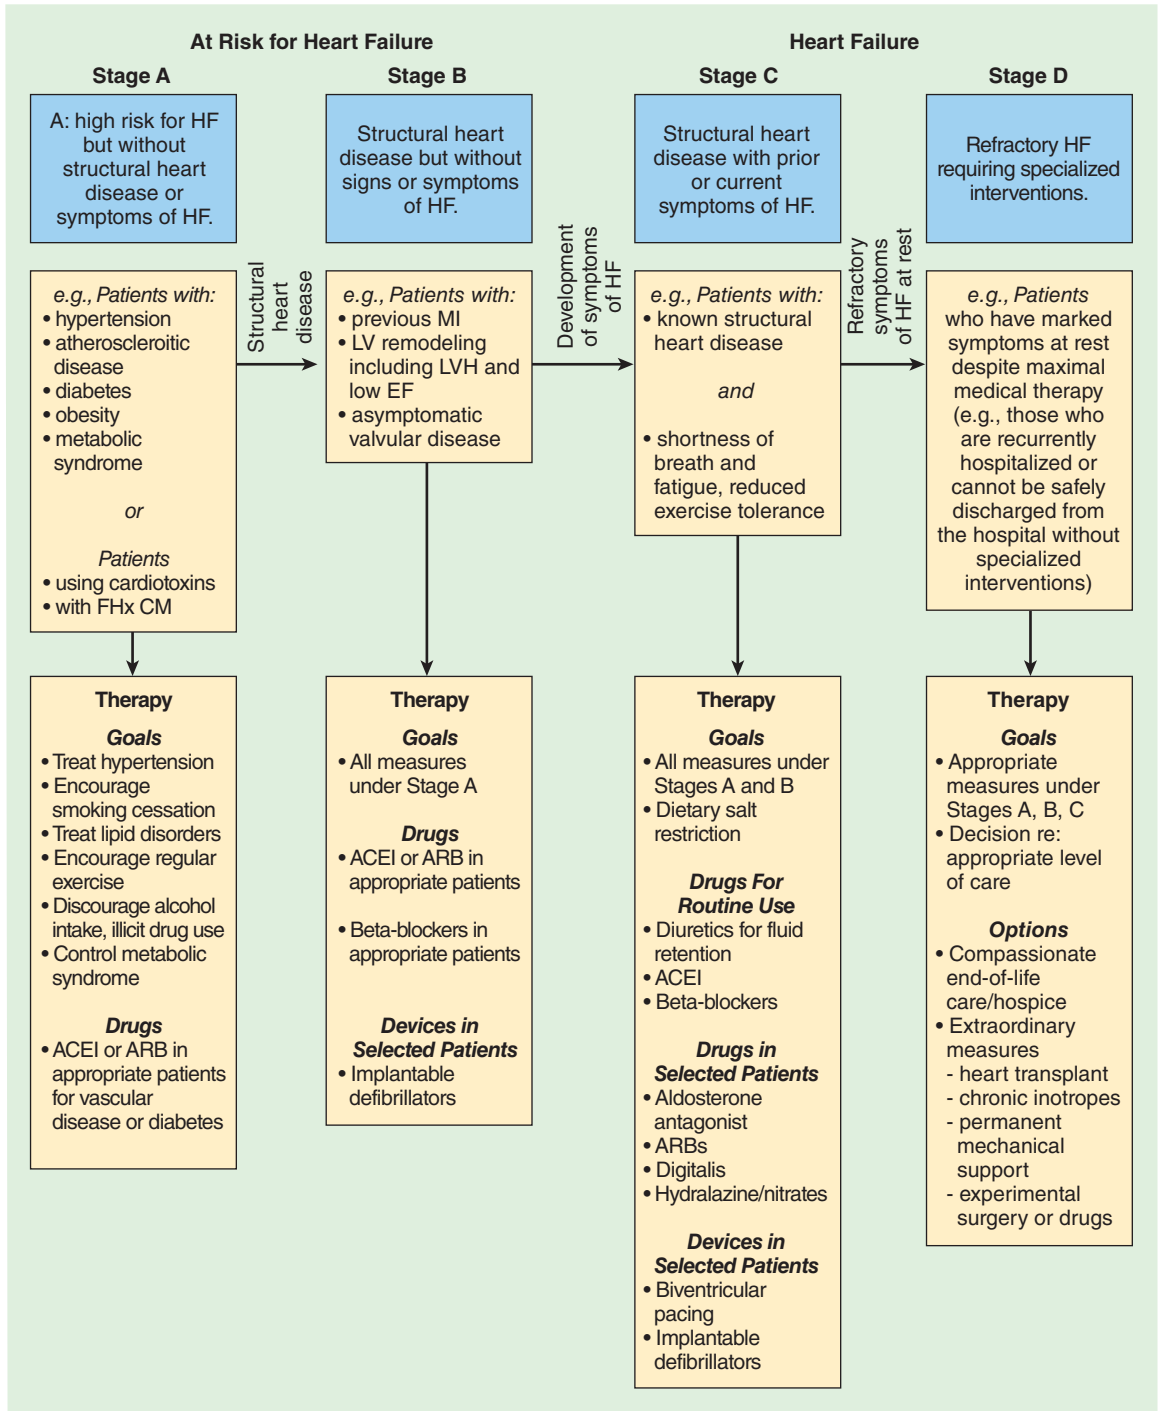 At Risk for Heart Failure
Heart Failure
Stage A
Stage B
Stage C
Stage D
A: high risk for HF
but without
structural heart
disease or
symptoms of HF.
Structural heart
disease but without
signs or symptoms
of HF.
Structural heart
disease with prior
or current
symptoms of HF.
Refractory HF
requiring specialized
interventions.
e.g., Patients with:
• hypertension
• atheroscleroitic
disease
• diabetes
• obesity
• metabolic
syndrome
or
Patients
• using cardiotoxins
• with FHx CM
Structural
heart
disease
e.g., Patients with:
• previous MI
• LV remodeling
including LVH and
low EF
• asymptomatic
valvular disease
Development
of symptoms
of HF
e.g., Patients with:
• known structural
heart disease
and
• shortness of
breath and
fatigue, reduced
exercise tolerance
Refractory
symptoms
of HF at rest
e.g., Patients
who have marked
symptoms at rest
despite maximal
medical therapy
(e.g., those who
are recurrently
hospitalized or
cannot be safely
discharged from
the hospital without
specialized
interventions)
Therapy
Goals
• Treat hypertension
• Encourage
smoking cessation
• Treat lipid disorders
• Encourage regular
exercise
• Discourage alcohol
intake, illicit drug use
• Control metabolic
syndrome
Drugs
• ACEI or ARB in
appropriate patients
for vascular
disease or diabetes
Therapy
Goals
• All measures
under Stage A
Drugs
• ACEI or ARB in
appropriate patients
• Beta-blockers in
appropriate patients
Devices in
Selected Patients
• Implantable
defibrillators
Therapy
Goals
• All measures under
Stages A and B
• Dietary salt
restriction
Drugs For
Routine Use
• Diuretics for fluid
retention
• ACEI
• Beta-blockers
Drugs in
Selected Patients
• Aldosterone
antagonist
• ARBs
• Digitalis
• Hydralazine/nitrates
Devices in
Selected Patients
• Biventricular
pacing
• Implantable
defibrillators
Therapy
Goals
• Appropriate
measures under
Stages A, B, C
• Decision re:
appropriate level
of care
Options
• Compassionate
end-of-life
care/hospice
• Extraordinary
measures
- heart transplant
- chronic inotropes
- permanent
mechanical
support
- experimental
surgery or drugs